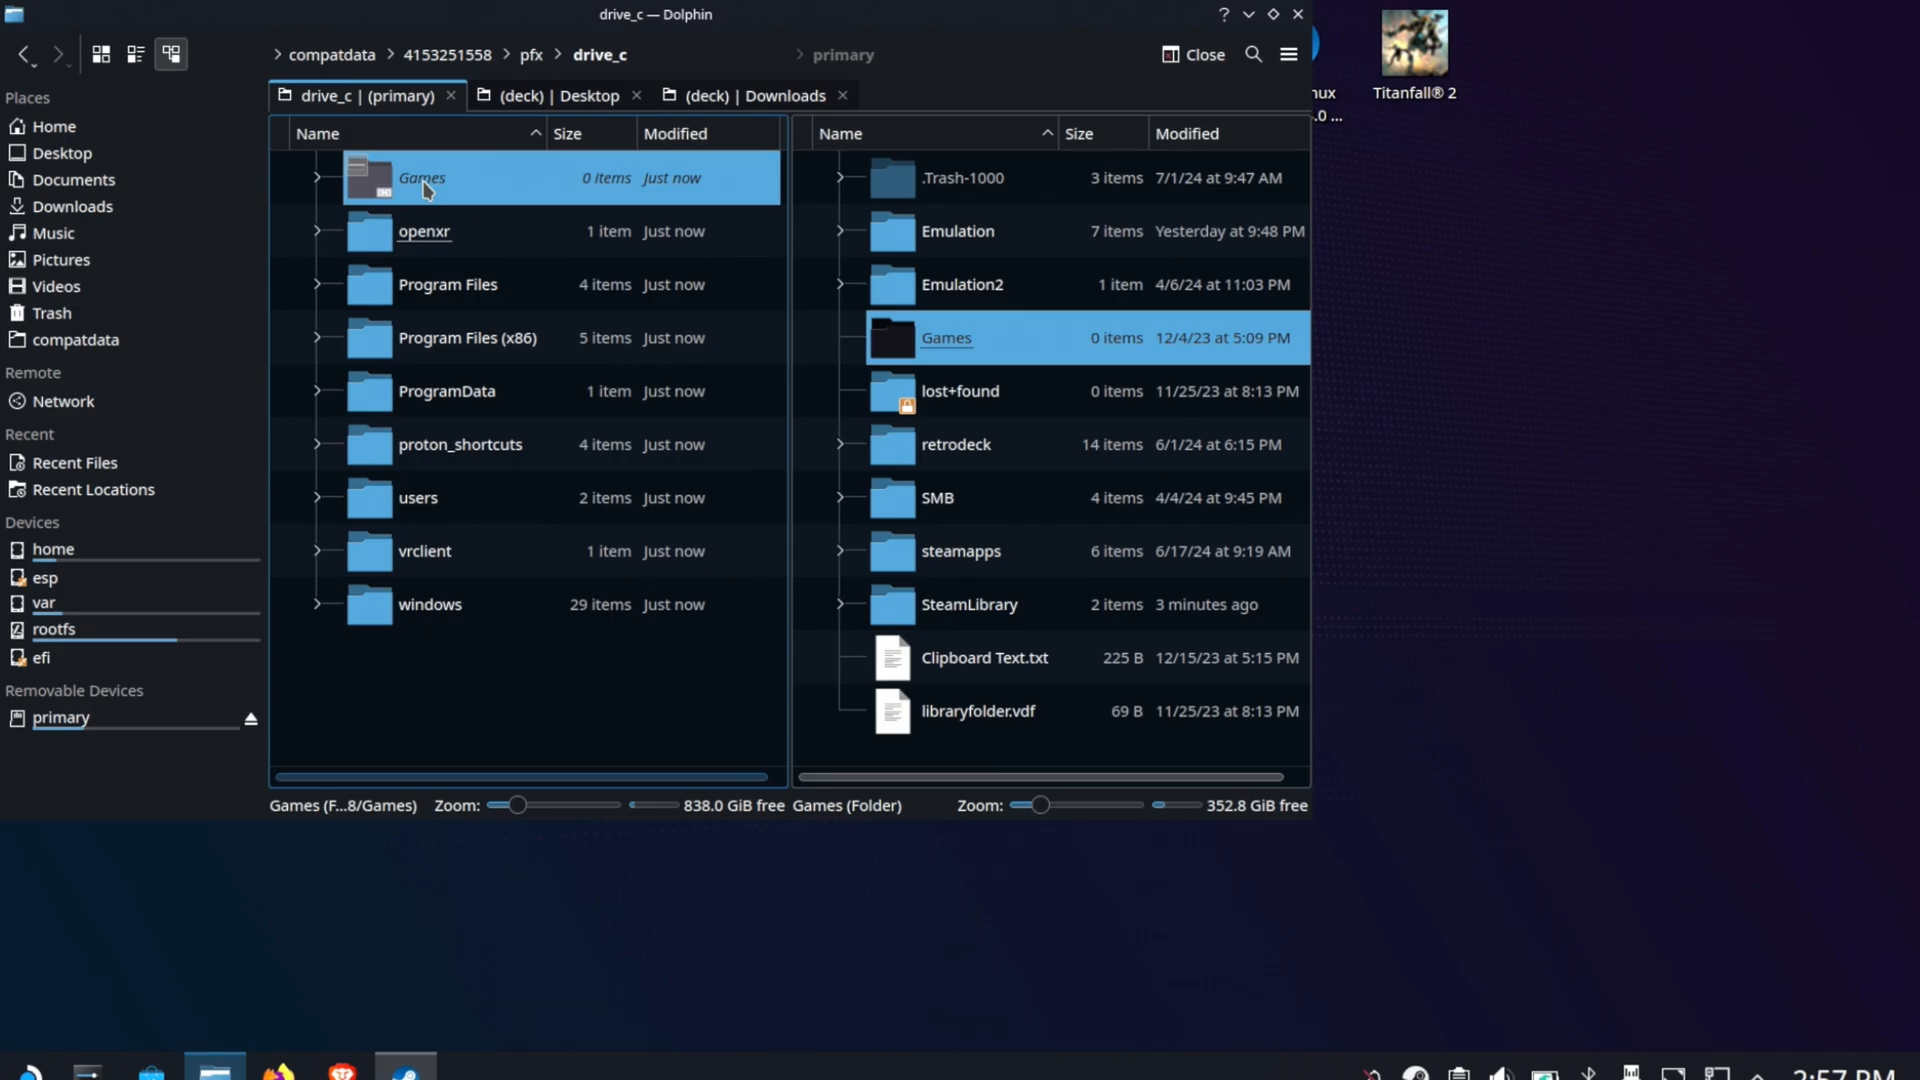 drive_c — Dolphin
compatdata
4153251558
pfx
drive_c
primary
Close
drive_c | (primary)
(deck) | Desktop
(deck) | Downloads
Places
Home
Desktop
Documents
Downloads
Music
Pictures
Videos
Trash
compatdata
Remote
Network
Recent
Recent Files
Recent Locations
Devices
home
esp
var
rootfs
efi
Removable Devices
primary
Name Size Modified
Games 0 items Just now
openxr 1 item Just now
Program Files 4 items Just now
Program Files (x86) 5 items Just now
ProgramData 1 item Just now
proton_shortcuts 4 items Just now
users 2 items Just now
vrclient 1 item Just now
windows 29 items Just now
Games (F...8/Games) Zoom: 838.0 GiB free
Name Size Modified
.Trash-1000 3 items 7/1/24 at 9:47 AM
Emulation 7 items Yesterday at 9:48 PM
Emulation2 1 item 4/6/24 at 11:03 PM
Games 0 items 12/4/23 at 5:09 PM
lost+found 0 items 11/25/23 at 8:13 PM
retrodeck 14 items 6/1/24 at 6:15 PM
SMB 4 items 4/4/24 at 9:45 PM
steamapps 6 items 6/17/24 at 9:19 AM
SteamLibrary 2 items 3 minutes ago
Clipboard Text.txt 225 B 12/15/23 at 5:15 PM
libraryfolder.vdf 69 B 11/25/23 at 8:13 PM
Games (Folder) Zoom: 352.8 GiB free
nux
.0 ...
Titanfall® 2
2:57 PM